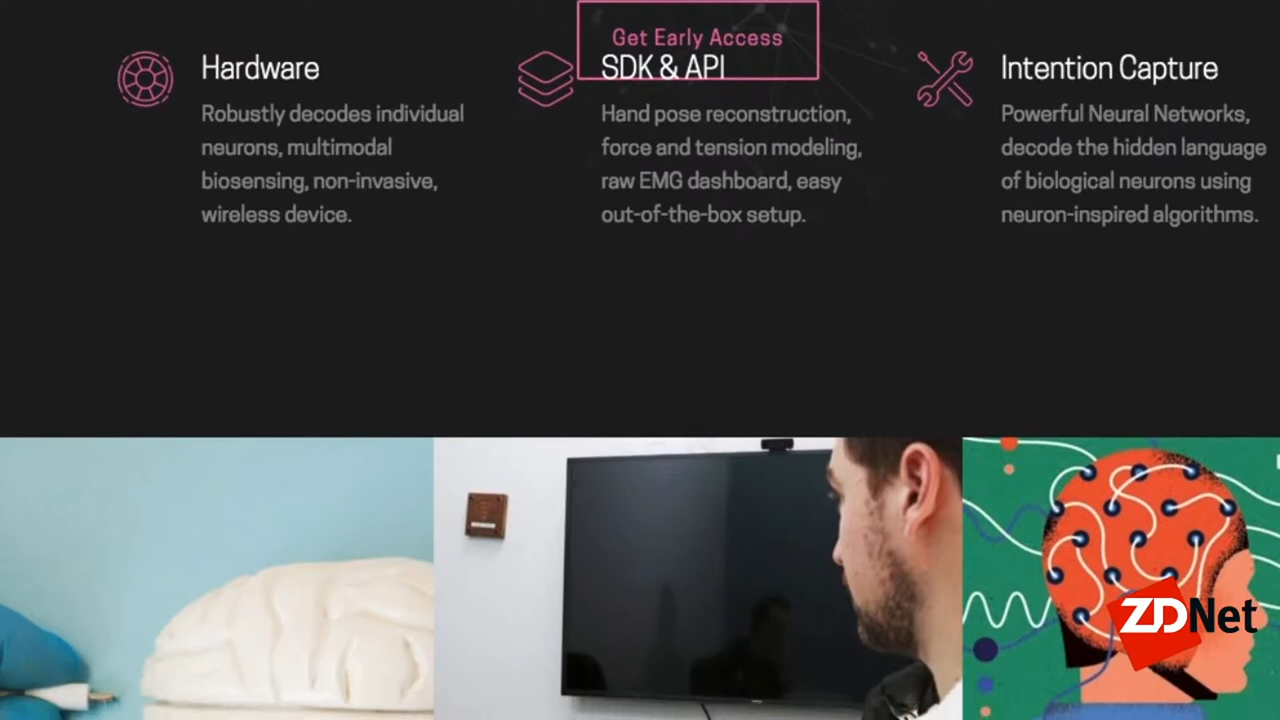 Get Early Access
Hardware
Robustly decodes individual
neurons, multimodal
biosensing, non-invasive,
wireless device.
SDK & API
Hand pose reconstruction,
force and tension modeling,
raw EMG dashboard, easy
out-of-the-box setup.
Intention Capture
Powerful Neural Networks,
decode the hidden language
of biological neurons using
neuron-inspired algorithms.
ZDNet